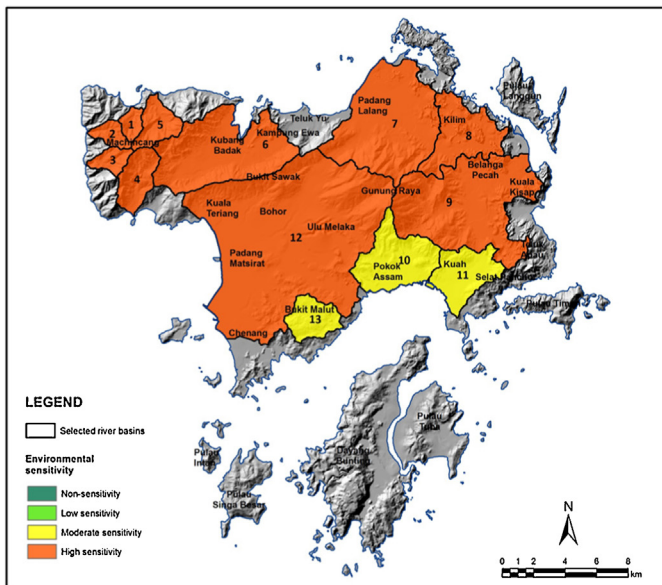 Pulau
Langgun
Padang
Lalang
7
Teluk Yu
Kilim
8
1
2
5
Machincang
3
4
Kubang
Badak
Kampung Ewa
6
Belanga
Pecah
Kuala
Kisap
Bukit Sawak
Gunung Raya
9
Kuala
Teriang
Bohor
Ulu Melaka
12
Padang
Matsirat
10
Pokok
Assam
Kuah
11
Selat
Pulau Timun
Bukit Malut
13
Chenang
LEGEND
Selected river basins
Environmental
sensitivity
Non-sensitivity
Low sensitivity
Moderate sensitivity
High sensitivity
Pulau
Tuba
Dayang
Bunting
Pulau
Intan
Pulau
Singa Besar
N
0 1 2 4 6 8
km